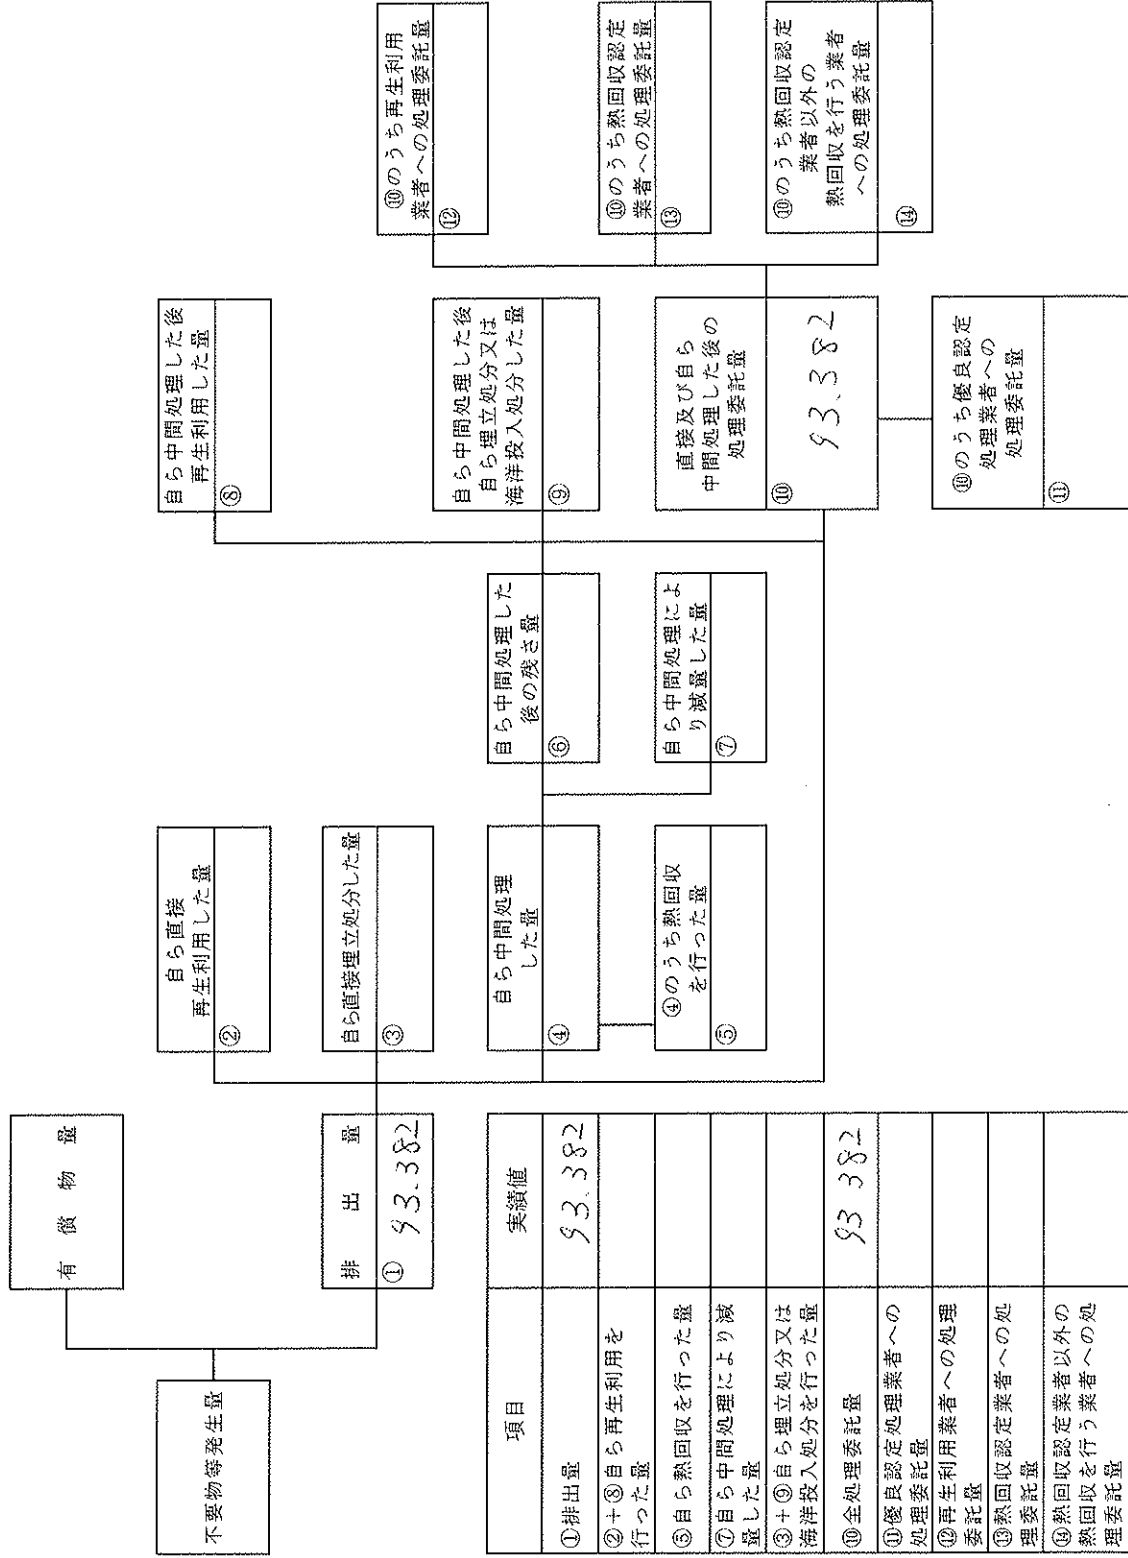 有償物量
不要物等発生量
排出量
① 93.382
自ら直接
再生利用した量
②
自ら直接埋立処分した量
③
自ら中間処理
した量
④
④のうち熱回収
を行った量
⑤
自ら中間処理した
後の残さ量
⑥
自ら中間処理によ
り減量した量
⑦
自ら中間処理した後
再生利用した量
⑧
自ら中間処理した後
自ら埋立処分又は
海洋投入処分した量
⑨
直接及び自ら
中間処理した後の
処理委託量
⑩
93.382
⑩のうち優良認定
処理業者への
処理委託量
⑪
⑩のうち再生利用
業者への処理委託量
⑫
⑩のうち熱回収認定
業者への処理委託量
⑬
⑩のうち熱回収認定
業者以外の
熱回収を行う業者
への処理委託量
⑭
項目 実績値
①排出量 93.382
②+⑧自ら再生利用を
行った量
⑤自ら熱回収を行った量
⑦自ら中間処理により減
量した量
③+⑨自ら埋立処分又は
海洋投入処分を行った量
⑩全処理委託量 93 382
⑪優良認定処理業者への
処理委託量
⑫再生利用業者への処理
委託量
⑬熱回収認定業者への処
理委託量
⑭熱回収認定業者以外の
熱回収を行う業者への処
理委託量